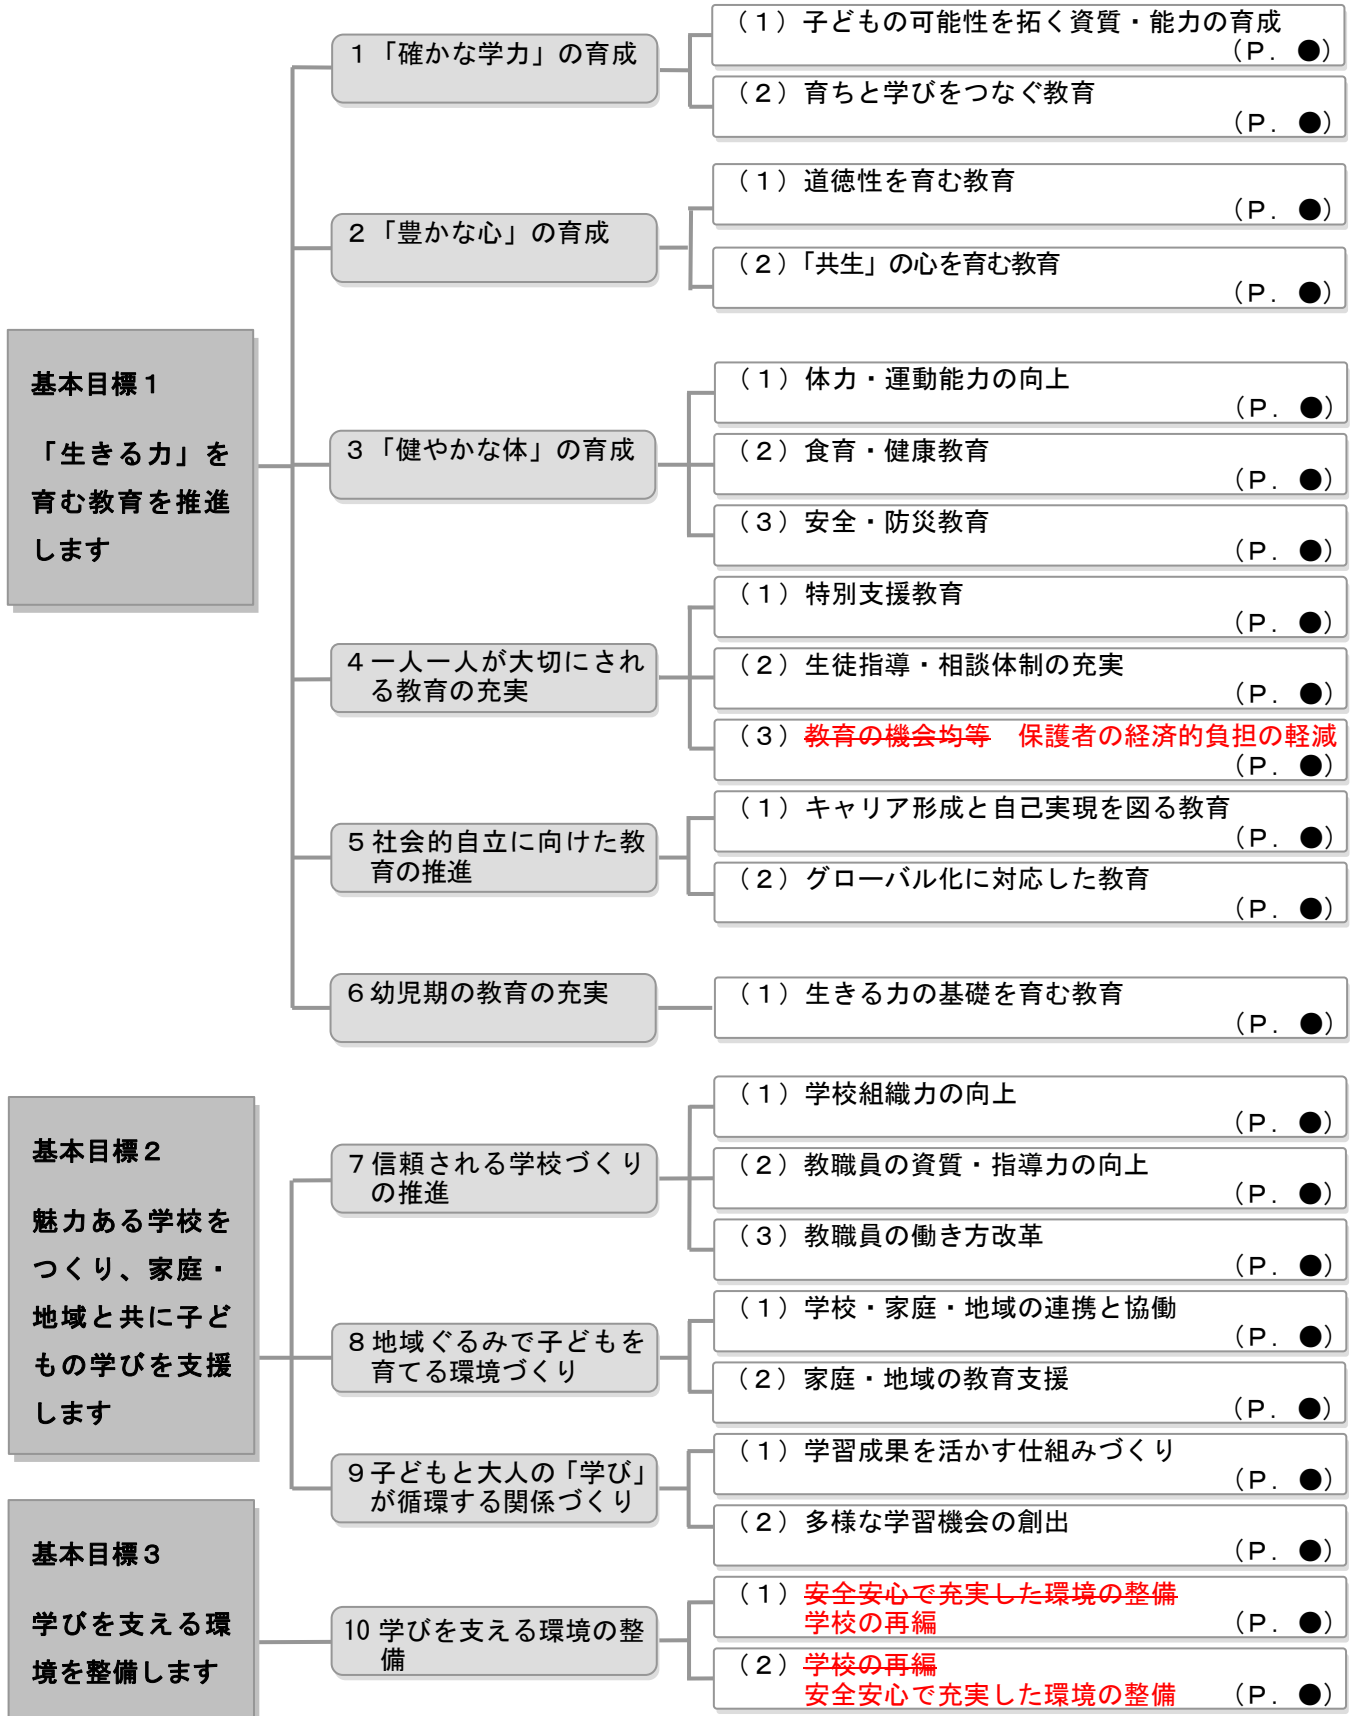 基本目標１
「生きる力」を
育む教育を推進
します
１「確かな学力」の育成
（１）子どもの可能性を拓く資質・能力の育成
（Ｐ．●）
（２）育ちと学びをつなぐ教育
（Ｐ．●）
２「豊かな心」の育成
（１）道徳性を育む教育
（Ｐ．●）
（２）「共生」の心を育む教育
（Ｐ．●）
３「健やかな体」の育成
（１）体力・運動能力の向上
（Ｐ．●）
（２）食育・健康教育
（Ｐ．●）
（３）安全・防災教育
（Ｐ．●）
４一人一人が大切にされ
る教育の充実
（１）特別支援教育
（Ｐ．●）
（２）生徒指導・相談体制の充実
（Ｐ．●）
（３）教育の機会均等　保護者の経済的負担の軽減
（Ｐ．●）
５社会的自立に向けた教
育の推進
（１）キャリア形成と自己実現を図る教育
（Ｐ．●）
（２）グローバル化に対応した教育
（Ｐ．●）
６幼児期の教育の充実
（１）生きる力の基礎を育む教育
（Ｐ．●）
基本目標２
魅力ある学校を
つくり、家庭・
地域と共に子ど
もの学びを支援
します
７信頼される学校づくり
の推進
（１）学校組織力の向上
（Ｐ．●）
（２）教職員の資質・指導力の向上
（Ｐ．●）
（３）教職員の働き方改革
（Ｐ．●）
８地域ぐるみで子どもを
育てる環境づくり
（１）学校・家庭・地域の連携と協働
（Ｐ．●）
（２）家庭・地域の教育支援
（Ｐ．●）
９子どもと大人の「学び」
が循環する関係づくり
（１）学習成果を活かす仕組みづくり
（Ｐ．●）
（２）多様な学習機会の創出
（Ｐ．●）
基本目標３
学びを支える環
境を整備します
10 学びを支える環境の整
備
（１）安全安心で充実した環境の整備
学校の再編　（Ｐ．●）
（２）学校の再編
安全安心で充実した環境の整備　（Ｐ．●）